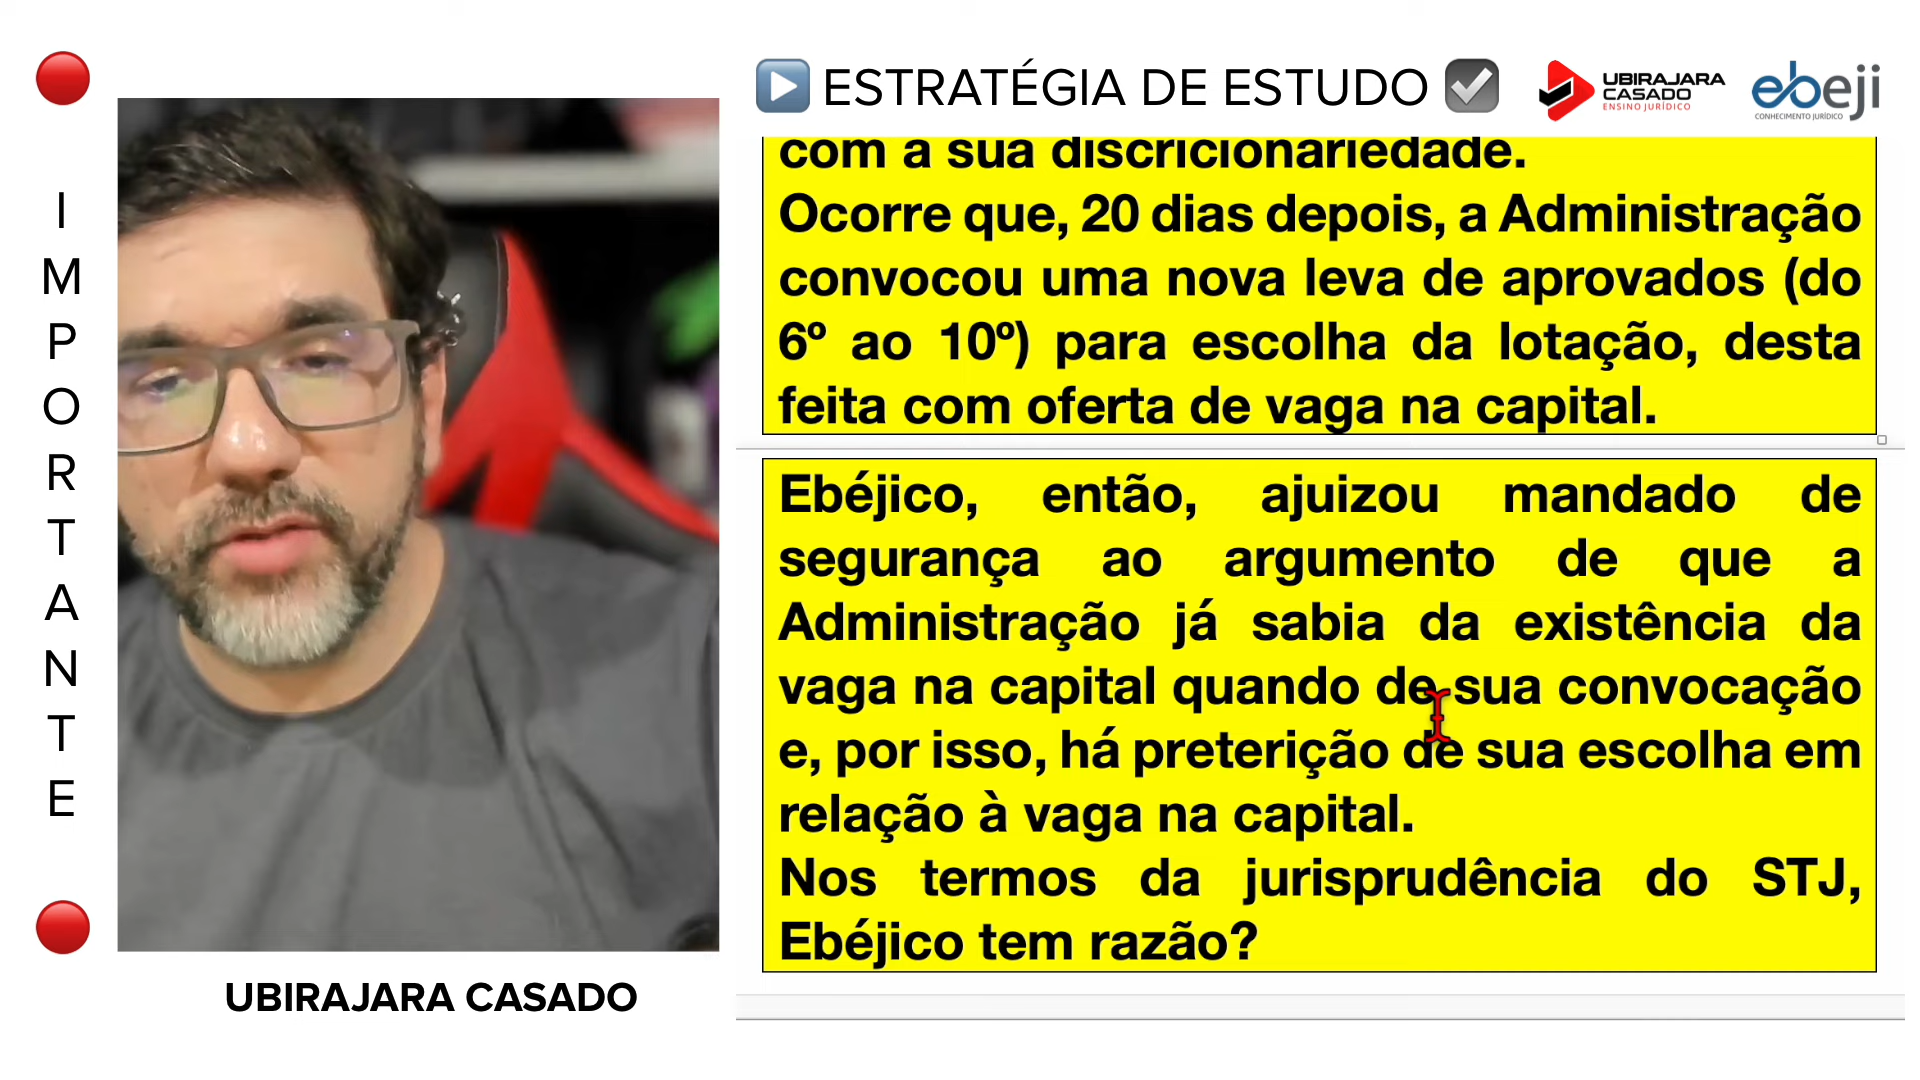 ESTRATÉGIA DE ESTUDO
UBIRAJARA
CASADO
ENSINO JURÍDICO
ebeji
CONHECIMENTO JURÍDICO
I
M
P
O
R
T
A
N
T
E
com a sua discricionariedade.
Ocorre que, 20 dias depois, a Administração
convocou uma nova leva de aprovados (do
6º ao 10º) para escolha da lotação, desta
feita com oferta de vaga na capital.
Ebéjico, então, ajuizou mandado de
segurança ao argumento de que a
Administração já sabia da existência da
vaga na capital quando de sua convocação
e, por isso, há preterição de sua escolha em
relação à vaga na capital.
Nos termos da jurisprudência do STJ,
Ebéjico tem razão?
UBIRAJARA CASADO